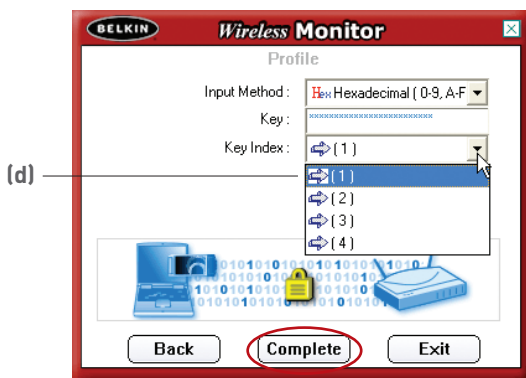 BELKIN Wireless Monitor
Profile
Input Method : Hex Hexadecimal ( 0-9, A-F
Key : xxxxxxxxxxxxxxxxxxxxxxxxxx
Key Index : (1)
(d) (1)
(2)
(3)
(4)
Back Complete Exit